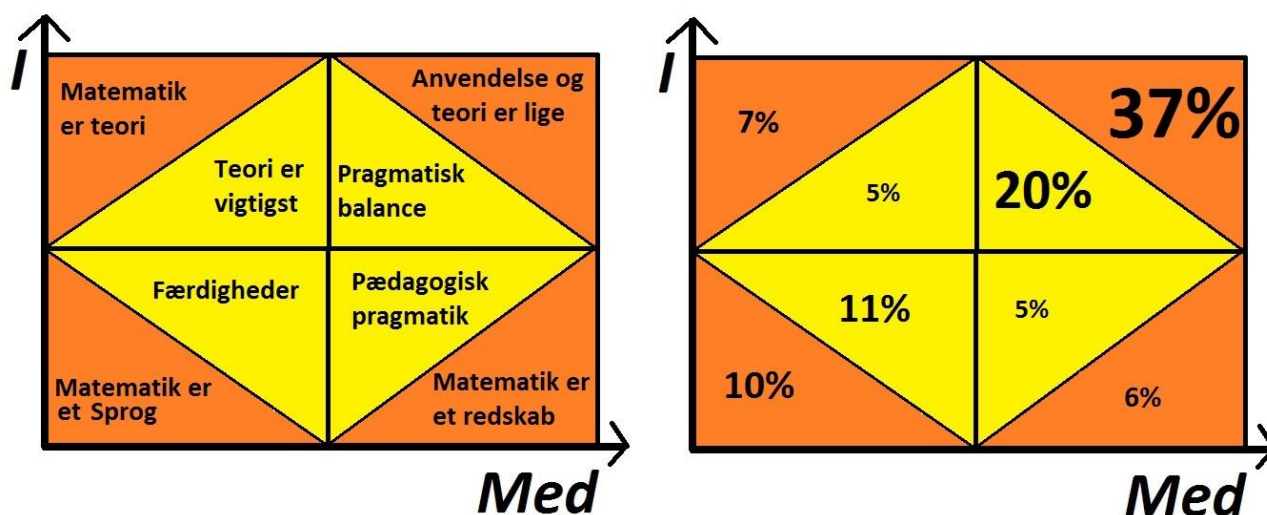 I
Matematik
er teori
Anvendelse og
teori er lige
Teori er
vigtigst
Pragmatisk
balance
Færdigheder
Pædagogisk
pragmatik
Matematik er
et Sprog
Matematik er
et redskab
Med
I
7%
37%
5%
20%
11%
5%
10%
6%
Med